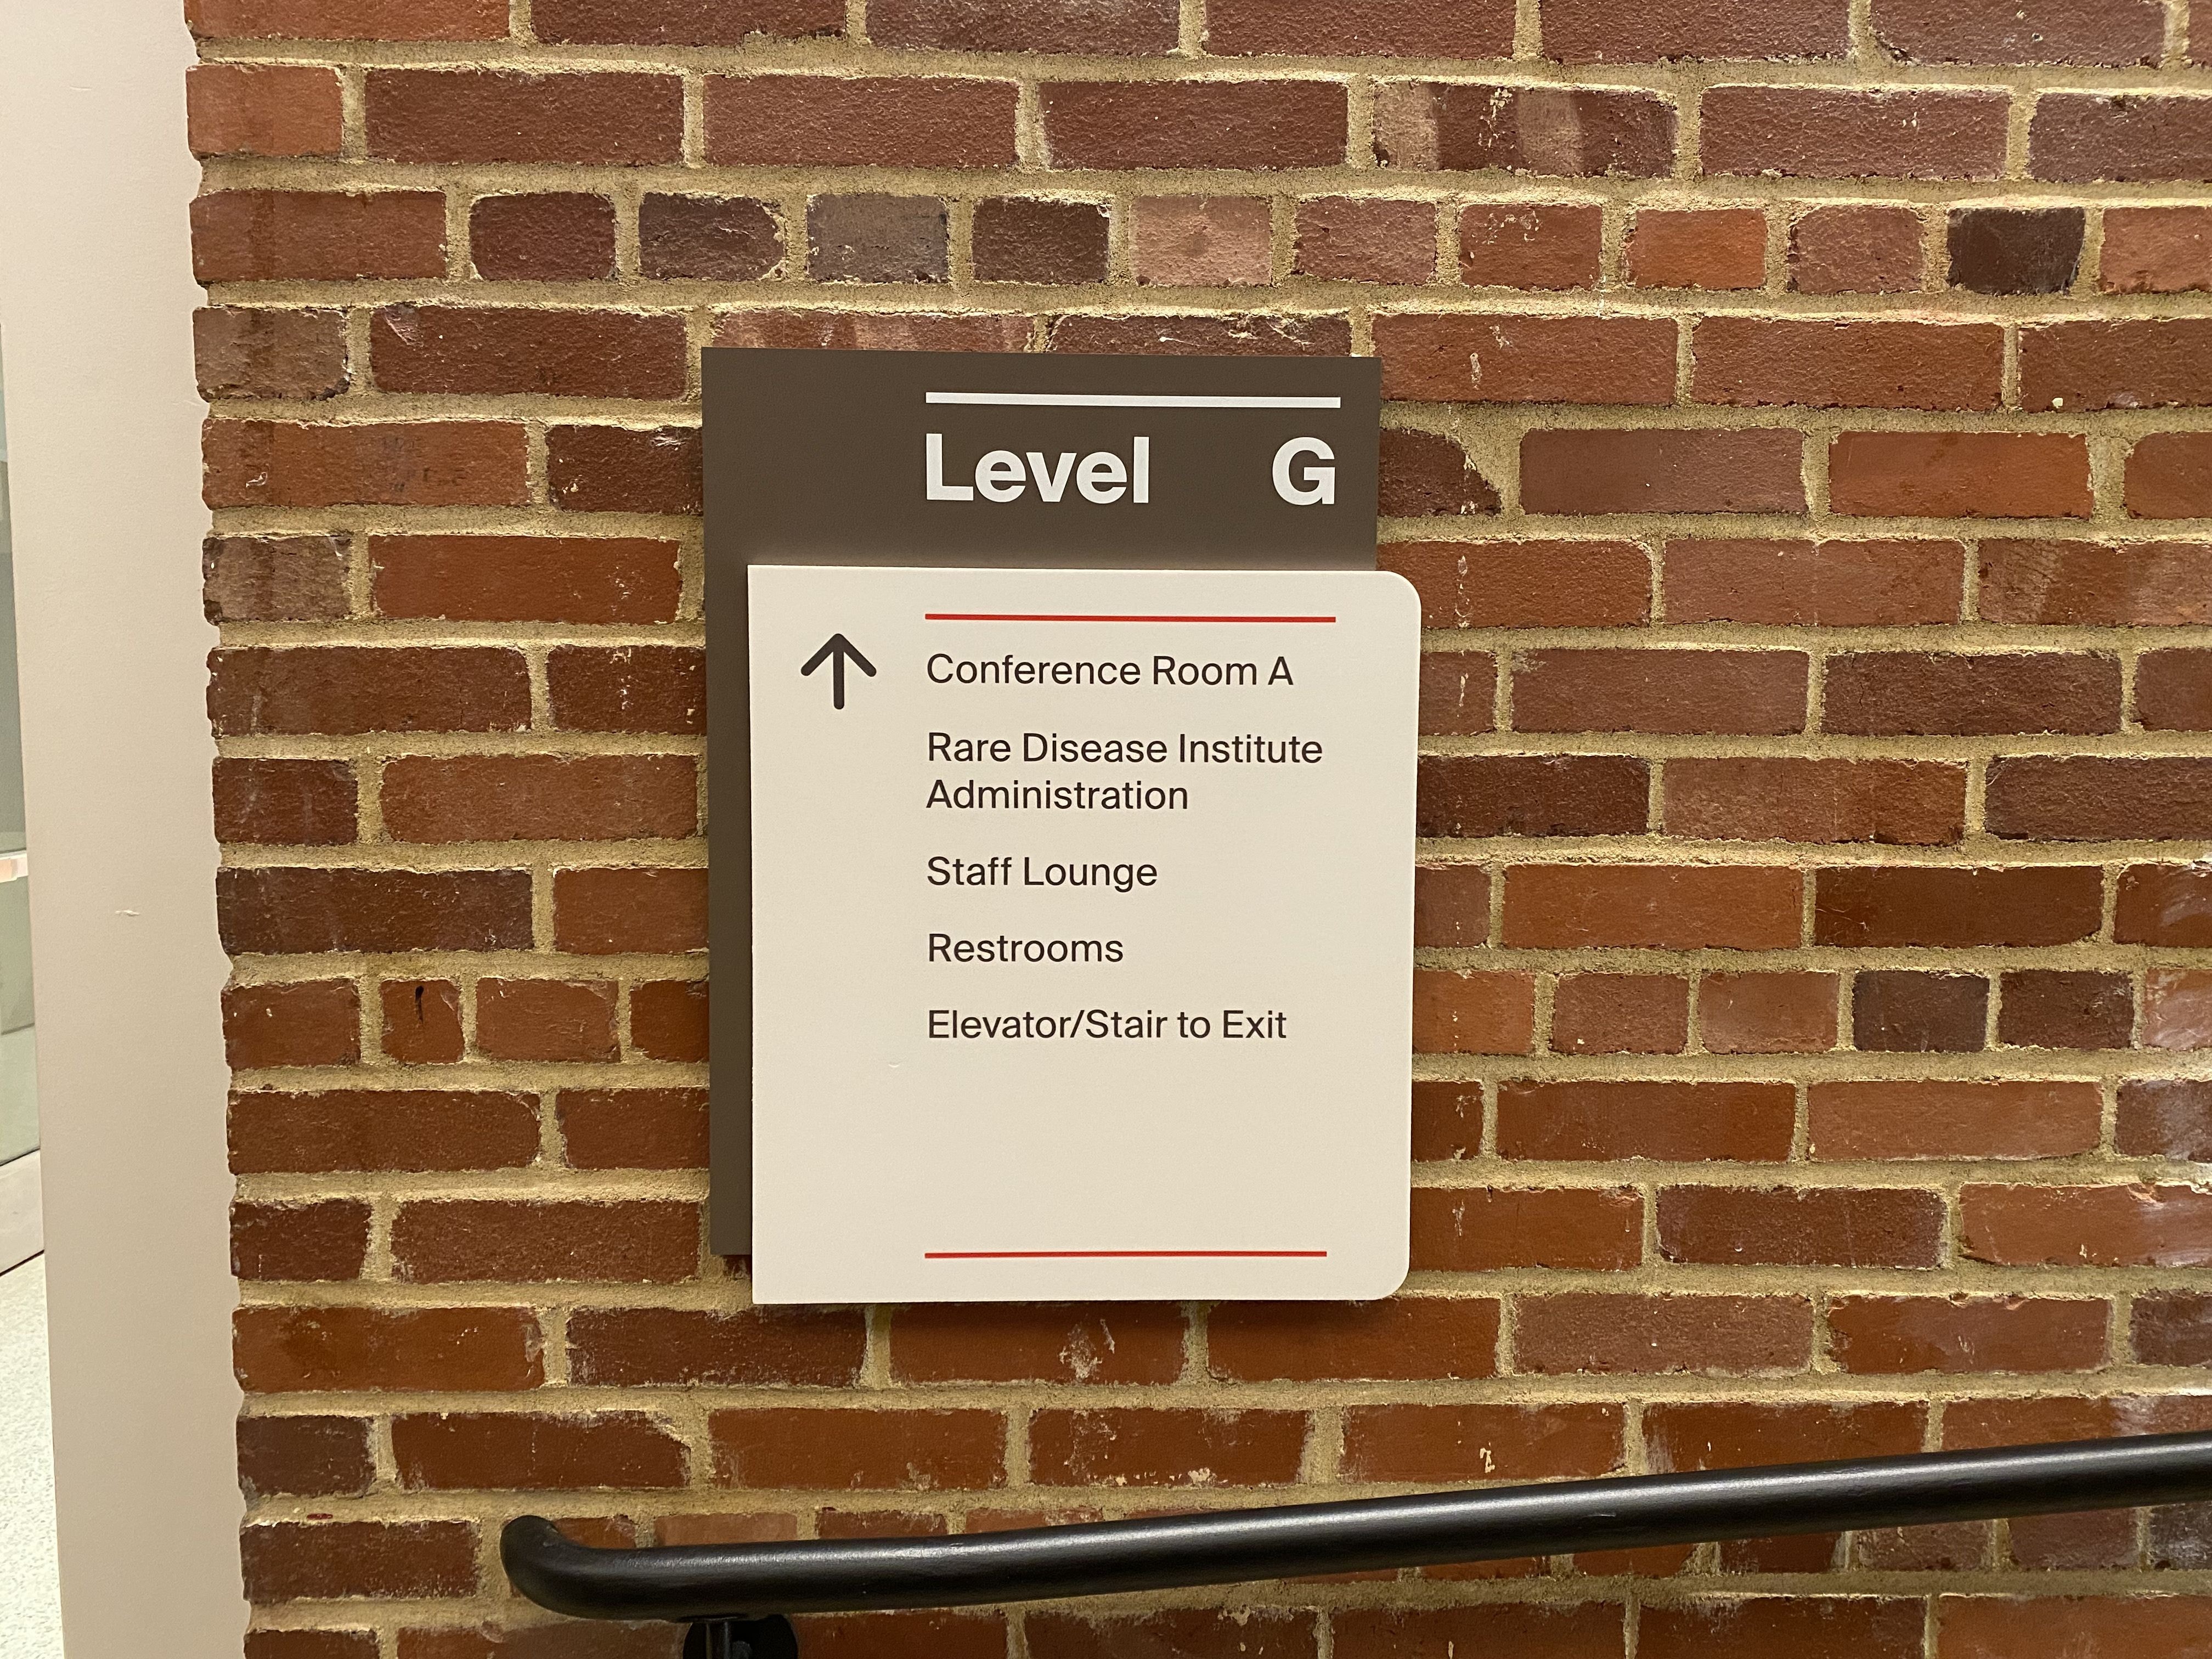 Level G
Conference Room A
Rare Disease Institute
Administration
Staff Lounge
Restrooms
Elevator/Stair to Exit